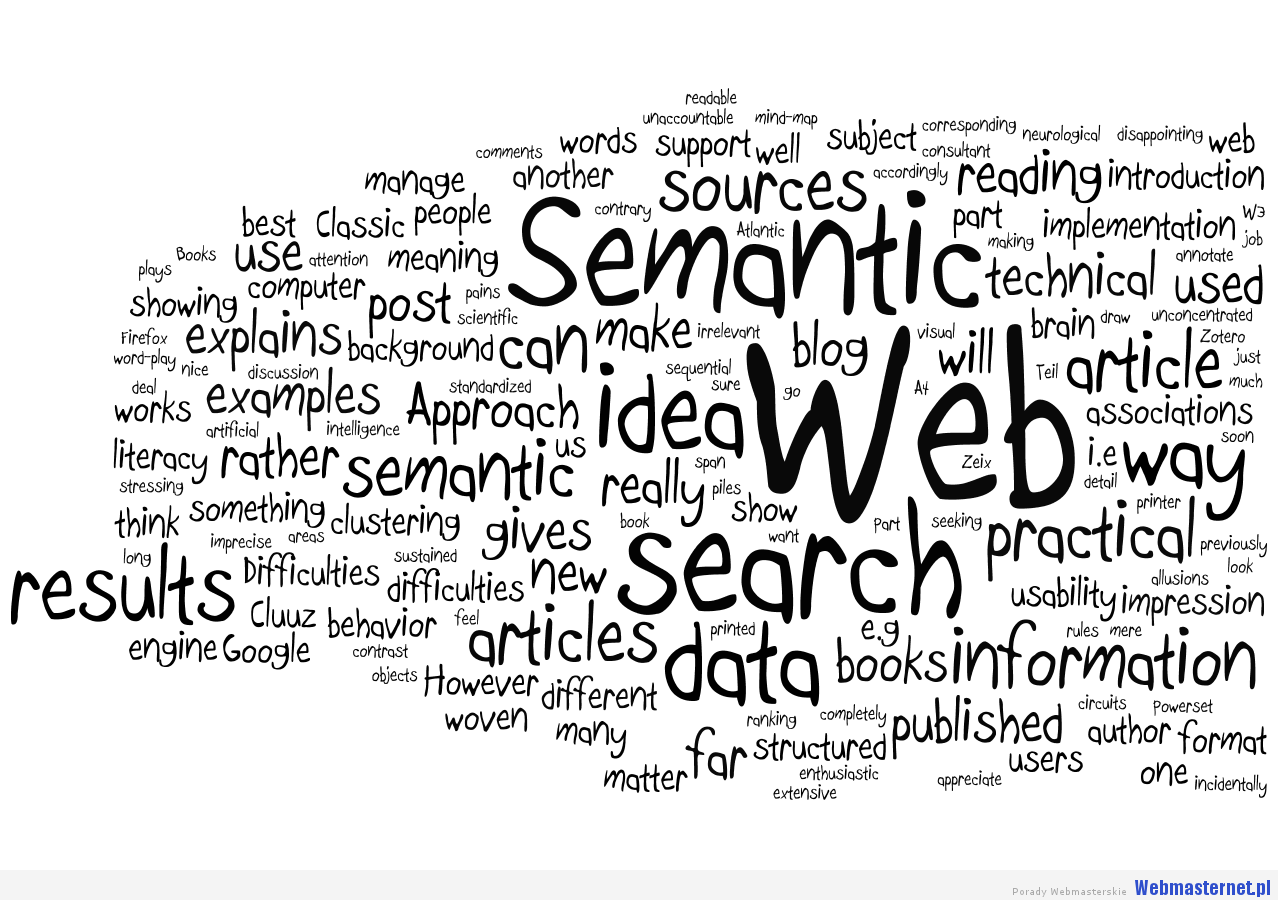 readable
unaccountable mind-map
words support well subject corresponding neurological disappointing web
comments consultant
manage another sources accordingly reading introduction
best Classic people contrary Semantic Atlantic part implementation W3
making job
plays Books use attention meaning technical annotate used
showing computer post pains scientific
Firefox explains background can make irrelevant blog visual will brain draw unconcentrated Zotero
word-play nice discussion standardized sequential sure go Web A4 Teil article just much
deal works examples Approach idea associations
artificial intelligence us soon
literacy rather semantic really span Zeix i.e way
stressing piles detail
think something clustering gives book show Part seeking practical printer
imprecise areas want previously
long sustained search look
results Difficulties difficulties new usability allusions impression
Cluuz behavior feel articles printed e.g rules mere
engine Google contrast data books information
objects However different
woven many ranking completely published circuits Powerset author format
far structured users
matter enthusiastic appreciate one incidentally
extensive
Porady Webmasterskie Webmasternet.pl